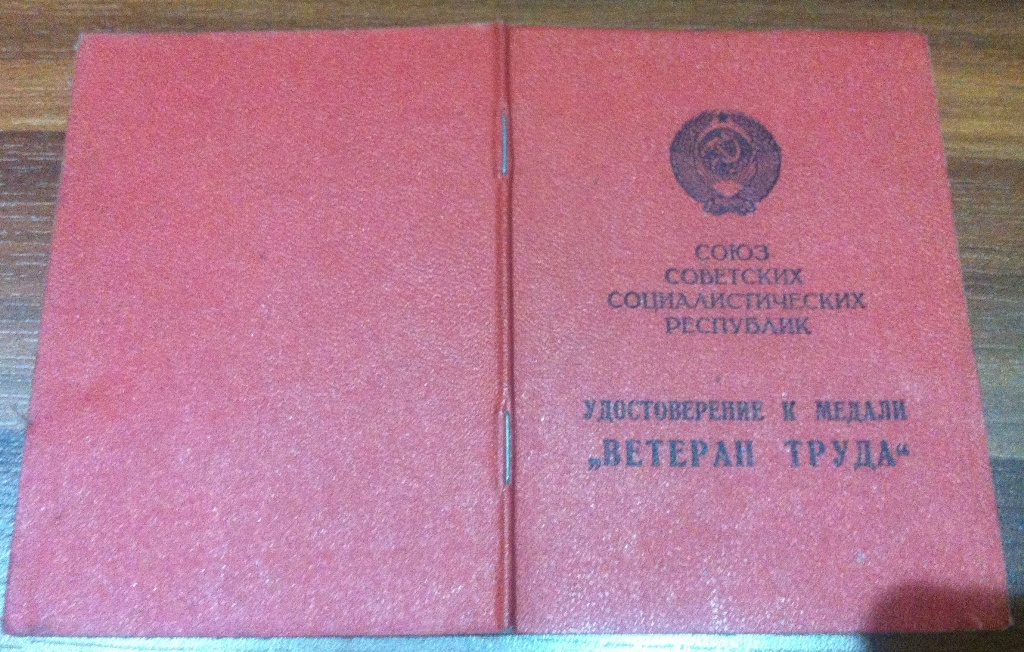 СОЮЗ
СОВЕТСКИХ
СОЦИАЛИСТИЧЕСКИХ
РЕСПУБЛИК
УДОСТОВЕРЕНИЕ К МЕДАЛИ
„ВЕТЕРАН ТРУДА“